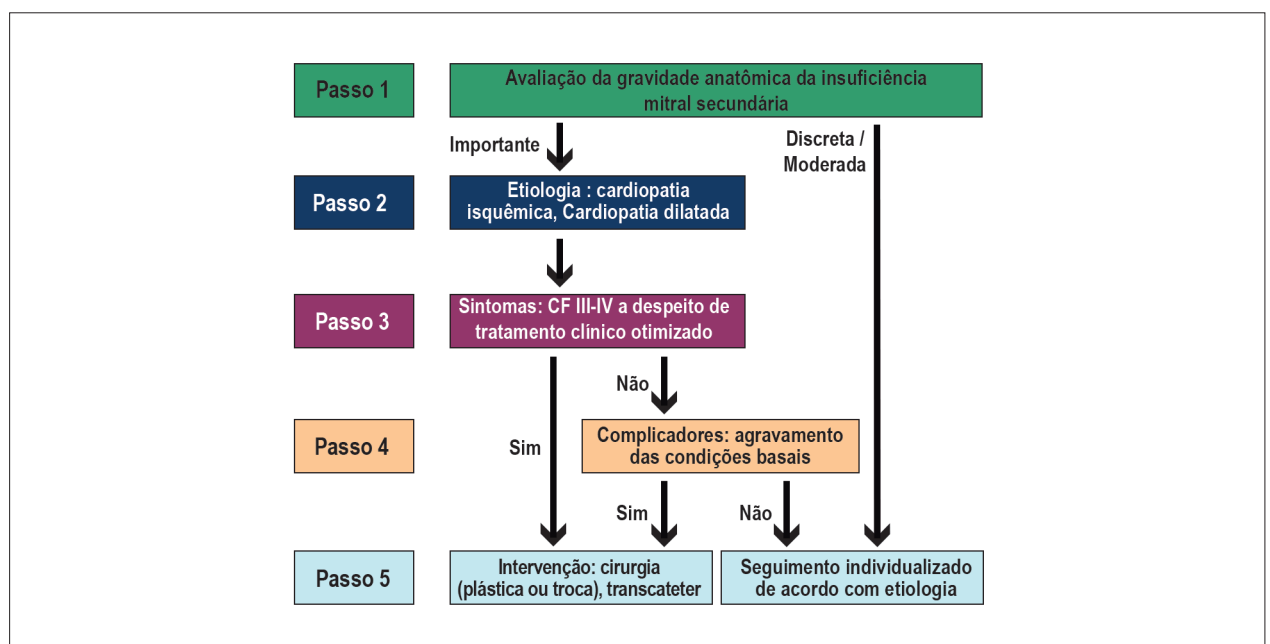 Passo 1
Avaliação da gravidade anatômica da insuficiência
mitral secundária
Importante
Discreta /
Moderada
Passo 2
Etiologia : cardiopatia
isquêmica, Cardiopatia dilatada
Passo 3
Sintomas: CF III-IV a despeito de
tratamento clínico otimizado
Não
Sim
Passo 4
Complicadores: agravamento
das condições basais
Sim
Não
Passo 5
Intervenção: cirurgia
(plástica ou troca), transcateter
Seguimento individualizado
de acordo com etiologia